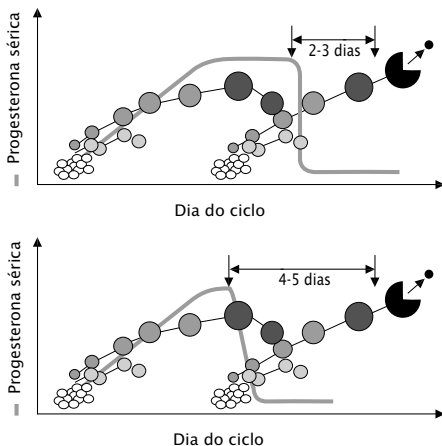 Progesterona sérica
2-3 dias
Dia do ciclo
Progesterona sérica
4-5 dias
Dia do ciclo